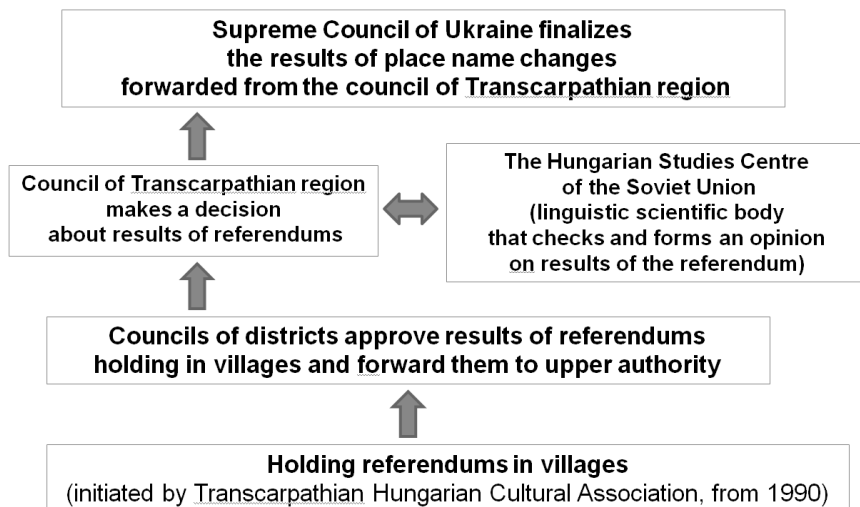 Supreme Council of Ukraine finalizes
the results of place name changes
forwarded from the council of Transcarpathian region
Council of Transcarpathian region
makes a decision
about results of referendums
The Hungarian Studies Centre
of the Soviet Union
(linguistic scientific body
that checks and forms an opinion
on results of the referendum)
Councils of districts approve results of referendums
holding in villages and forward them to upper authority
Holding referendums in villages
(initiated by Transcarpathian Hungarian Cultural Association, from 1990)